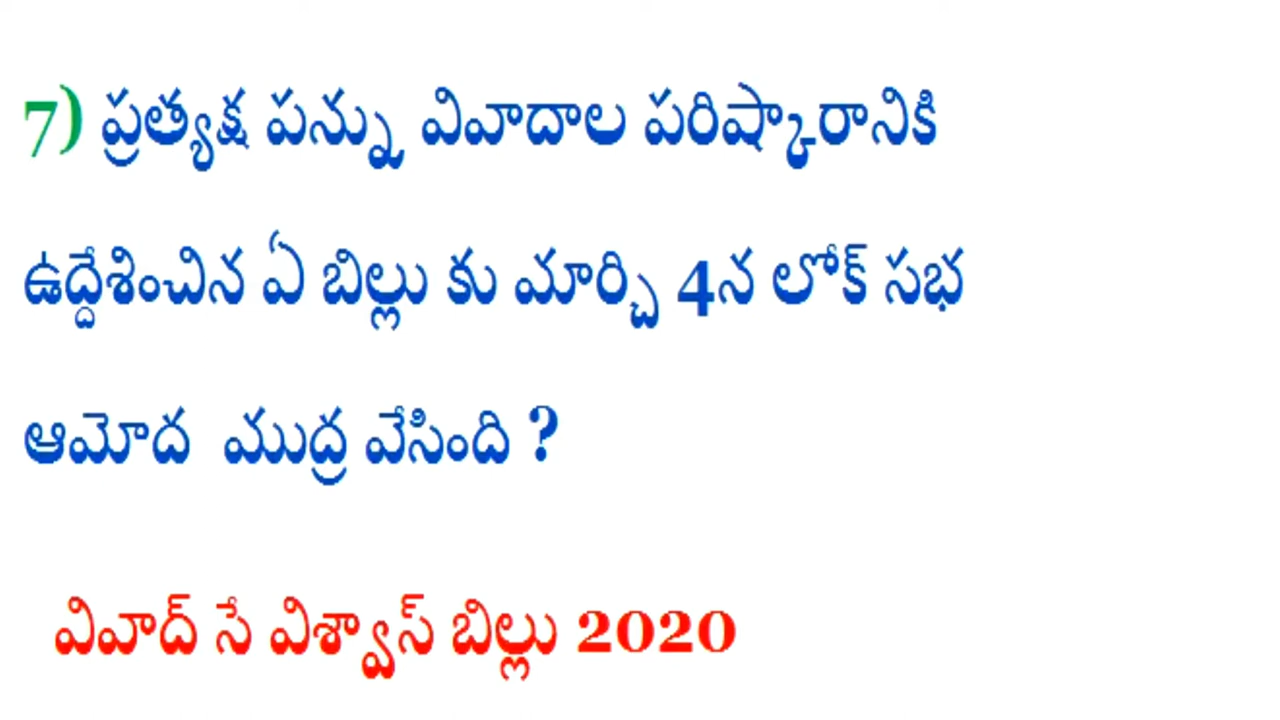 7) ప్రత్యక్ష పన్ను వివాదాల పరిష్కారానికి
ఉద్దేశించిన ఏ బిల్లు కు మార్చి 4న లోక్ సభ
ఆమోద ముద్ర వేసింది ?
వివాద్ సే విశ్వాస్ బిల్లు 2020